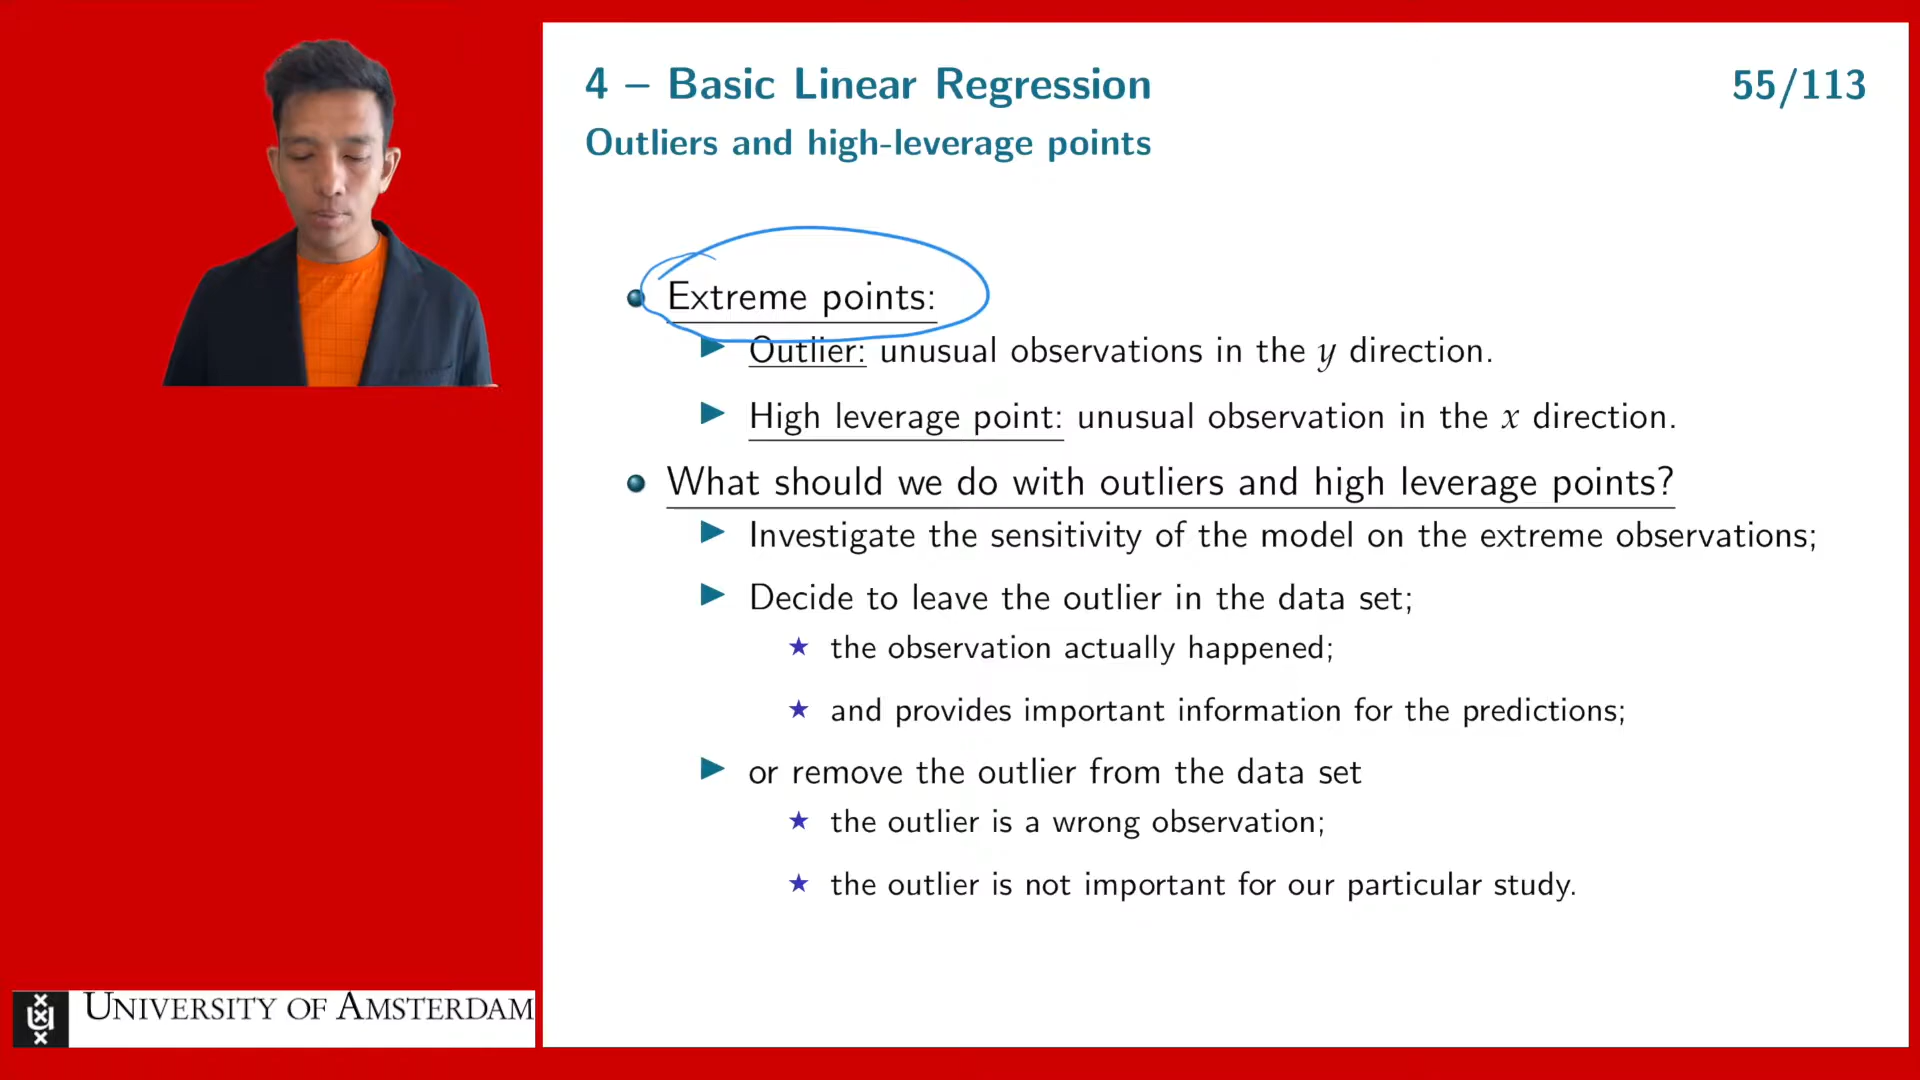 4 – Basic Linear Regression 55/113
Outliers and high-leverage points
Extreme points:
Outlier: unusual observations in the y direction.
High leverage point: unusual observation in the x direction.
What should we do with outliers and high leverage points?
Investigate the sensitivity of the model on the extreme observations;
Decide to leave the outlier in the data set;
the observation actually happened;
and provides important information for the predictions;
or remove the outlier from the data set
the outlier is a wrong observation;
the outlier is not important for our particular study.
UNIVERSITY OF AMSTERDAM